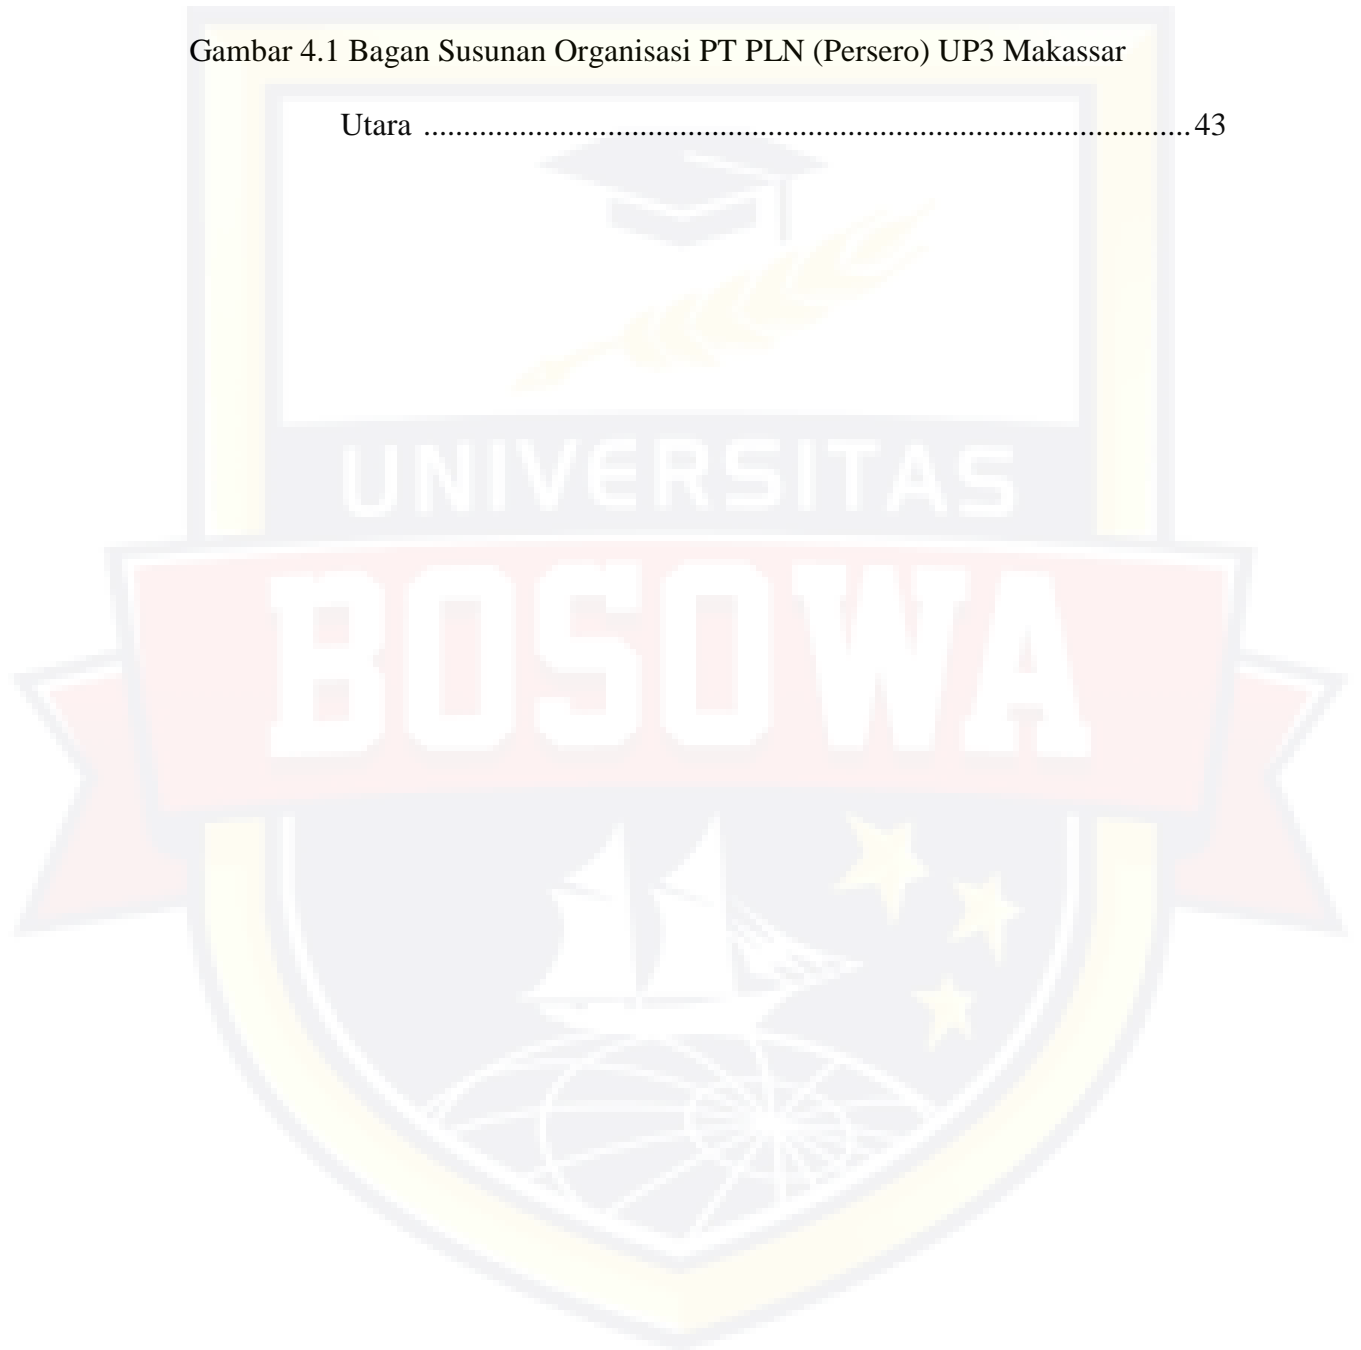 Gambar 4.1 Bagan Susunan Organisasi PT PLN (Persero) UP3 Makassar
Utara ................................................................................................43
UNIVERSITAS
BOSOWA